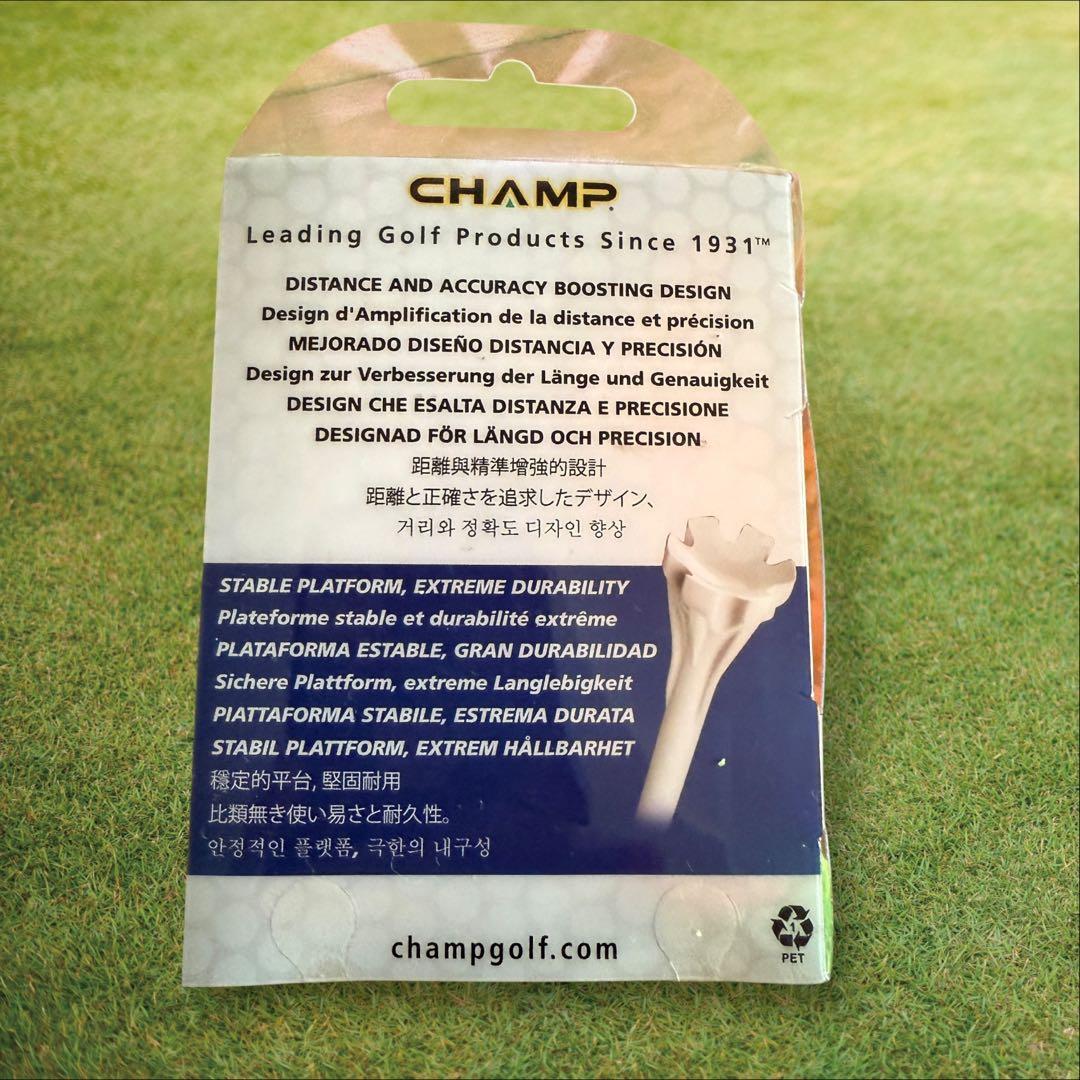 CHAMP
Leading Golf Products Since 1931™
DISTANCE AND ACCURACY BOOSTING DESIGN
Design d'Amplification de la distance et précision
MEJORADO DISEÑO DISTANCIA Y PRECISIÓN
Design zur Verbesserung der Länge und Genauigkeit
DESIGN CHE ESALTA DISTANZA E PRECISIONE
DESIGNAD FÖR LÄNGD OCH PRECISION
距離與精準增強的設計
距離と正確さを追求したデザイン、
거리와 정확도 디자인 향상
STABLE PLATFORM, EXTREME DURABILITY
Plateforme stable et durabilité extrême
PLATAFORMA ESTABLE, GRAN DURABILIDAD
Sichere Plattform, extreme Langlebigkeit
PIATTAFORMA STABILE, ESTREMA DURATA
STABIL PLATTFORM, EXTREM HÅLLBARHET
穩定的平台, 堅固耐用
比類無き使い易さと耐久性。
안정적인 플랫폼, 극한의 내구성
champgolf.com
1
PET